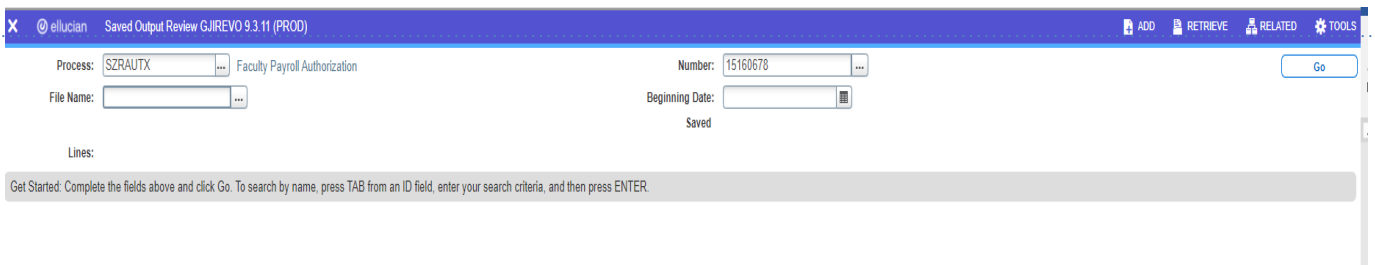 X ellucian Saved Output Review GJIREVO 9.3.11 (PROD) ADD RETRIEVE RELATED TOOLS
Process: SZRAUTX ... Faculty Payroll Authorization Number: 15160678 ... Go
File Name: ... Beginning Date:
Saved
Lines:
Get Started: Complete the fields above and click Go. To search by name, press TAB from an ID field, enter your search criteria, and then press ENTER.